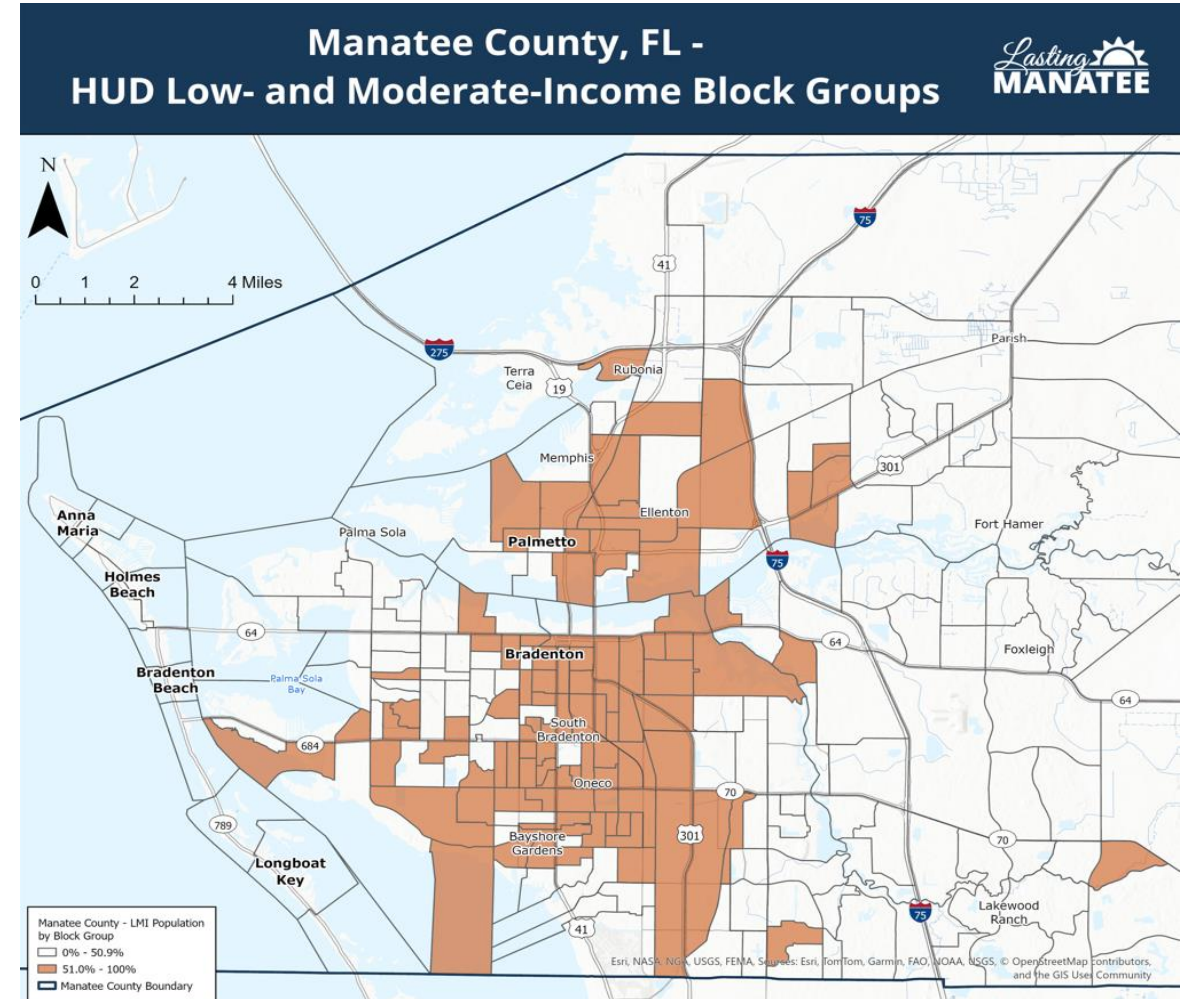 Manatee County, FL -
HUD Low- and Moderate-Income Block Groups
Lasting
MANATEE
N
0 1 2 4 Miles
75
41
275
Parish
Terra
Ceia
Rubonia
19
Memphis
301
Ellenton
Anna
Maria
Palma Sola
Palmetto
Fort Hamer
75
Holmes
Beach
64
Bradenton
64
Foxleigh
Bradenton
Beach
Palma Sola
Bay
64
South
Bradenton
684
Oneco
70
789
Bayshore
Gardens
301
70
Longboat
Key
Lakewood
Ranch
75
41
Manatee County - LMI Population
by Block Group
0% - 50.9%
51.0% - 100%
Manatee County Boundary
Esri, NASA, NGA, USGS, FEMA, Sources: Esri, TomTom, Garmin, FAO, NOAA, USGS, © OpenStreetMap contributors,
and the GIS User Community